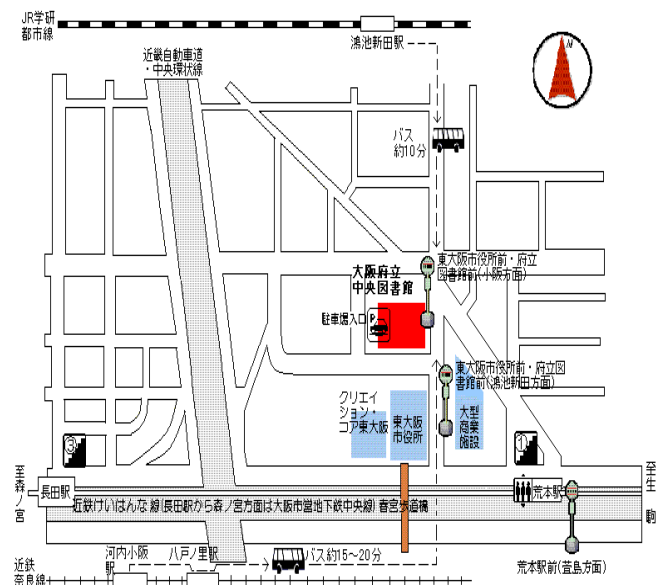 JR学研
都市線
鴻池新田駅
近畿自動車道
・中央環状線
N
バス
約10分
東大阪市役所前・府立
図書館前(小阪方面)
大阪府立
中央図書館
駐車場入口
P
東大阪市役所前・府立図
書館前(鴻池新田方面)
クリエイ
ション・
コア東大阪
東大阪
市役所
大型
商業
施設
③
①
至森ノ宮
長田駅
荒本駅
至生駒
近鉄けいはんな線(長田駅から森ノ宮方面は大阪市営地下鉄中央線)
春宮歩道橋
近鉄
奈良線
河内小阪
駅
八戸ノ里駅
バス約15～20分
荒本駅前(萱島方面)